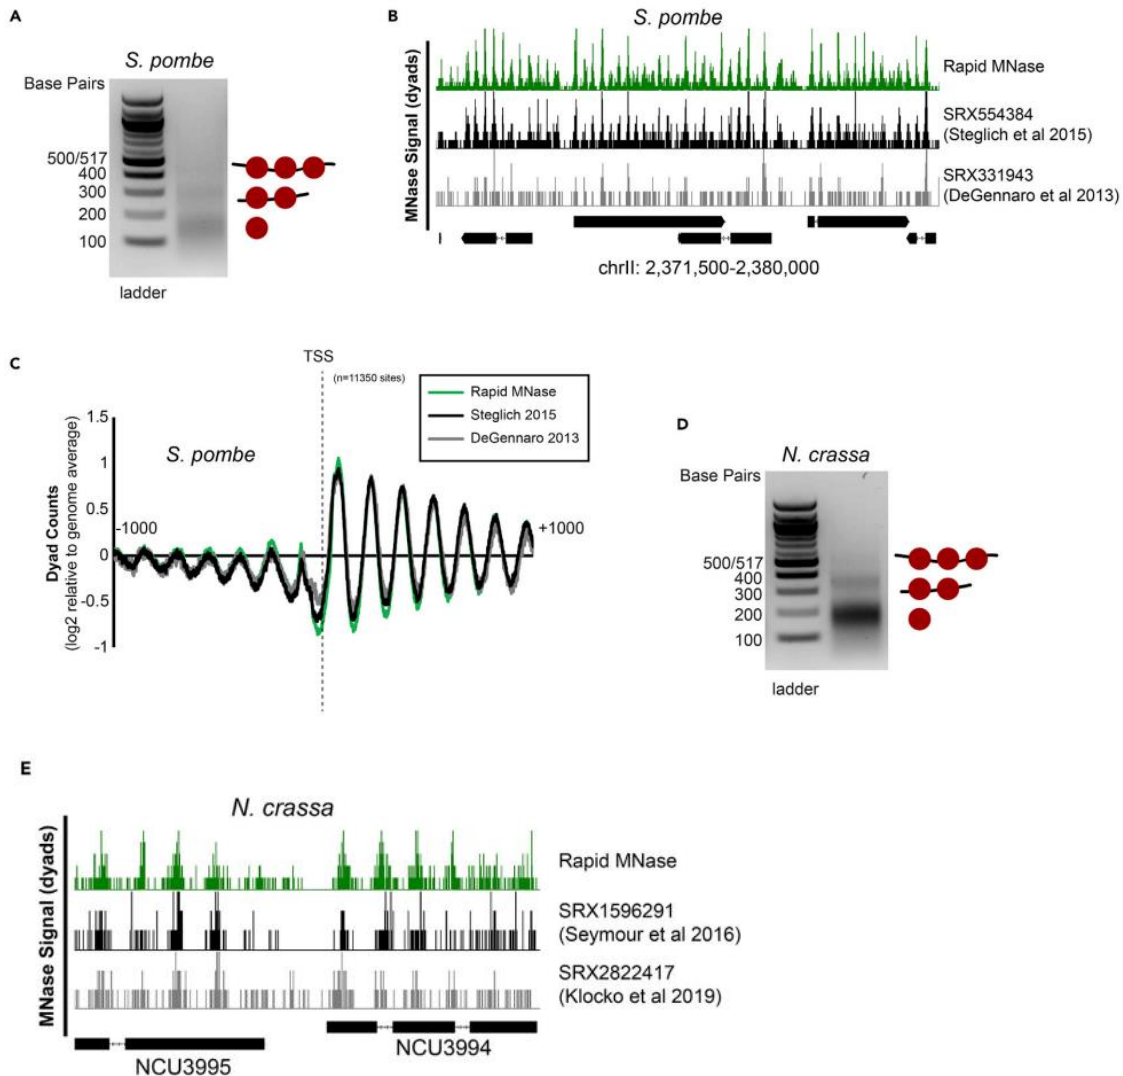 A
S. pombe
Base Pairs
500/517
400
300
200
100
ladder
B
S. pombe
MNase Signal (dyads)
Rapid MNase
SRX554384
(Steglich et al 2015)
SRX331943
(DeGennaro et al 2013)
chrII: 2,371,500-2,380,000
C
TSS
(n=11350 sites)
Rapid MNase
Steglich 2015
DeGennaro 2013
S. pombe
Dyad Counts
(log2 relative to genome average)
1.5
1
0.5
0
-0.5
-1
-1000
+1000
D
N. crassa
Base Pairs
500/517
400
300
200
100
ladder
E
N. crassa
MNase Signal (dyads)
Rapid MNase
SRX1596291
(Seymour et al 2016)
SRX2822417
(Klocko et al 2019)
NCU3995
NCU3994